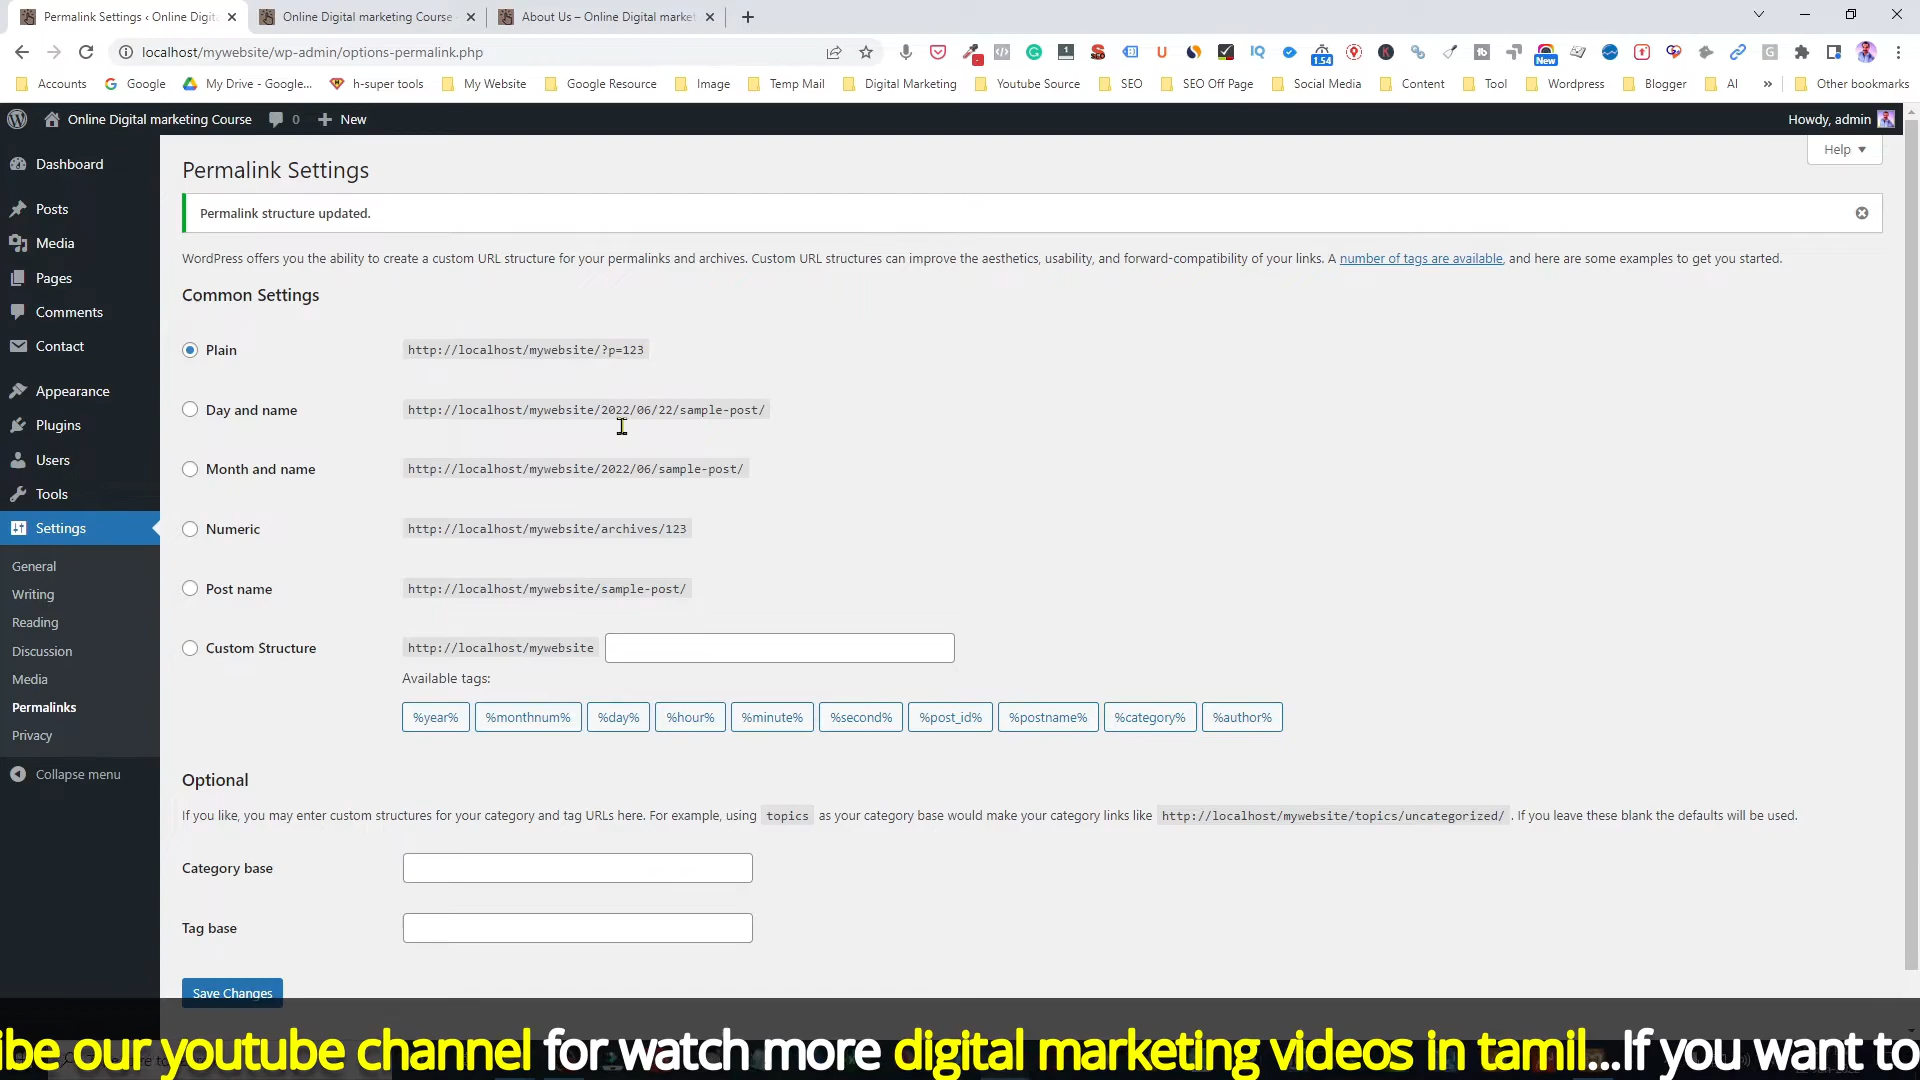 Permalink Settings ‹ Online Digita
Online Digital marketing Course -
About Us – Online Digital marke
localhost/mywebsite/wp-admin/options-permalink.php
1.54
New
Accounts
Google
My Drive - Google...
h-super tools
My Website
Google Resource
Image
Temp Mail
Digital Marketing
Youtube Source
SEO
SEO Off Page
Social Media
Content
Tool
Wordpress
Blogger
AI
»
Other bookmarks
Online Digital marketing Course
0
New
Howdy, admin
Dashboard
Posts
Media
Pages
Comments
Contact
Appearance
Plugins
Users
Tools
Settings
General
Writing
Reading
Discussion
Media
Permalinks
Privacy
Collapse menu
Help
Permalink Settings
Permalink structure updated.
WordPress offers you the ability to create a custom URL structure for your permalinks and archives. Custom URL structures can improve the aesthetics, usability, and forward-compatibility of your links. A number of tags are available, and here are some examples to get you started.
Common Settings
Plain http://localhost/mywebsite/?p=123
Day and name http://localhost/mywebsite/2022/06/22/sample-post/
Month and name http://localhost/mywebsite/2022/06/sample-post/
Numeric http://localhost/mywebsite/archives/123
Post name http://localhost/mywebsite/sample-post/
Custom Structure http://localhost/mywebsite
Available tags:
%year% %monthnum% %day% %hour% %minute% %second% %post_id% %postname% %category% %author%
Optional
If you like, you may enter custom structures for your category and tag URLs here. For example, using topics as your category base would make your category links like http://localhost/mywebsite/topics/uncategorized/ . If you leave these blank the defaults will be used.
Category base
Tag base
Save Changes
ibe our youtube channel for watch more digital marketing videos in tamil...If you want to